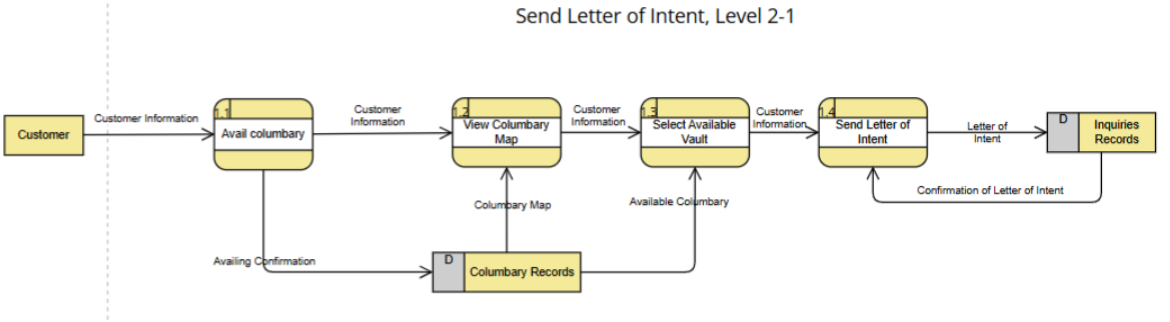 Send Letter of Intent, Level 2-1
Customer
Customer Information
1.1
Avail columbary
Customer
Information
1.2
View Columbary
Map
Customer
Information
1.3
Select Available
Vault
Customer
Information
1.4
Send Letter of
Intent
Letter of
Intent
D
Inquiries
Records
Confirmation of Letter of Intent
Columbary Map
Available Columbary
Availing Confirmation
D
Columbary Records